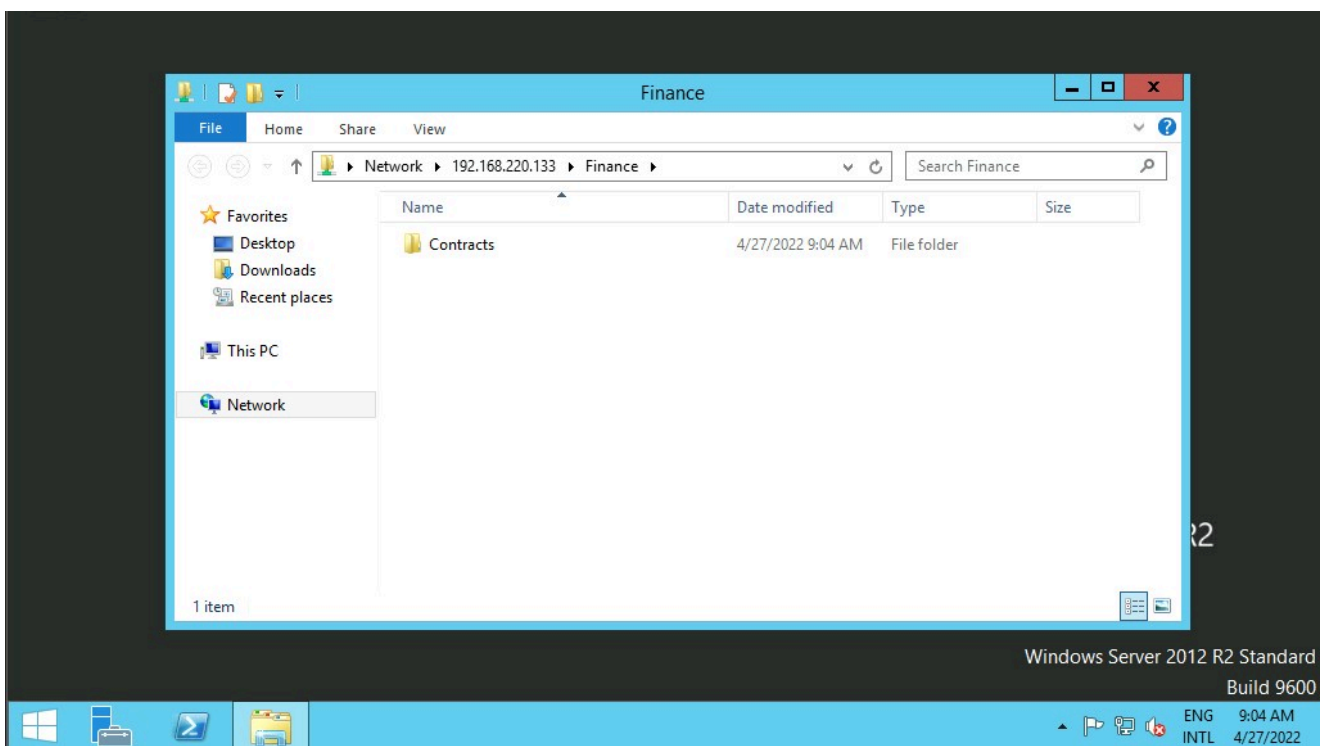 Finance
File Home Share View
Network 192.168.220.133 Finance
Search Finance
Favorites
Desktop
Downloads
Recent places
This PC
Network
Name Date modified Type Size
Contracts 4/27/2022 9:04 AM File folder
1 item
R2
Windows Server 2012 R2 Standard
Build 9600
ENG 9:04 AM
INTL 4/27/2022